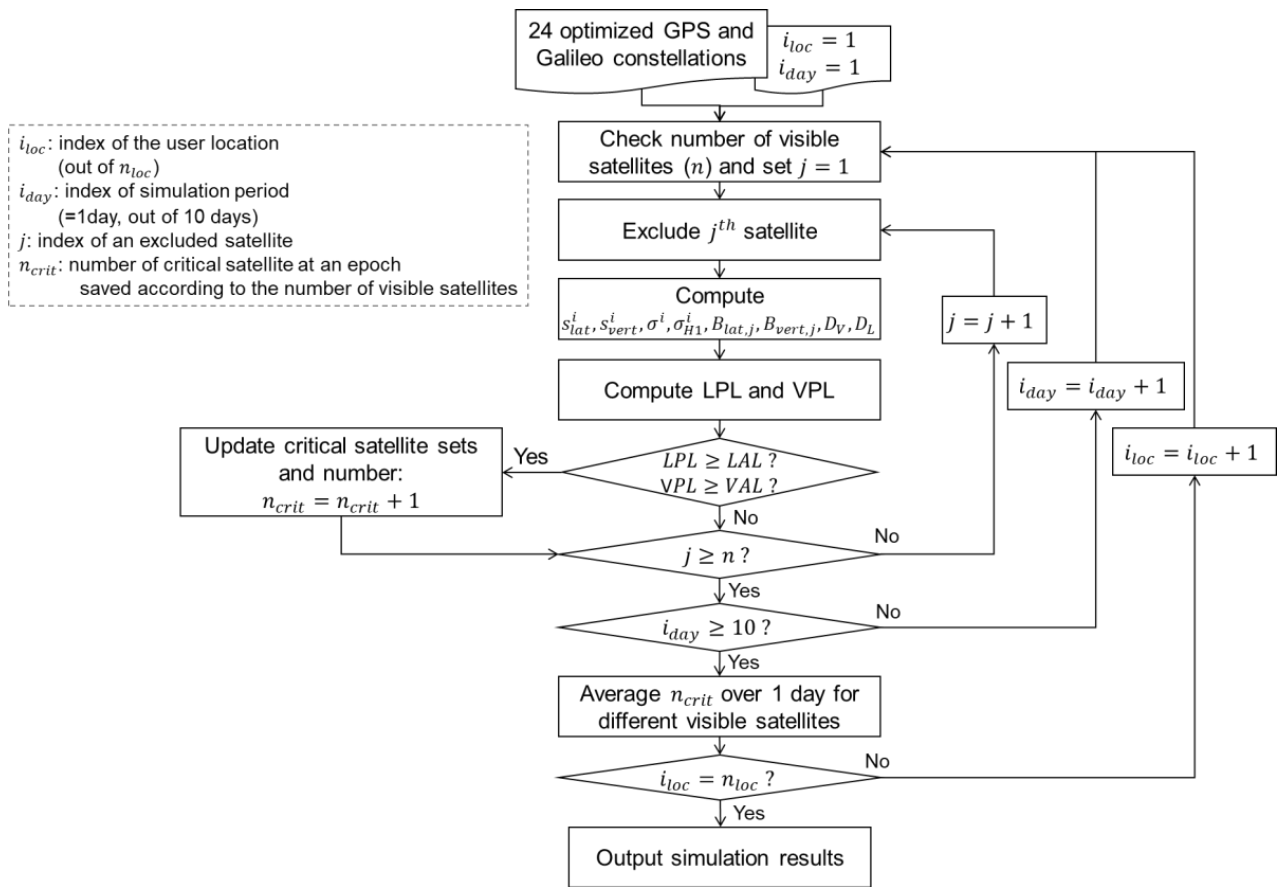 24 optimized GPS and
Galileo constellations
i_loc = 1
i_day = 1
i_loc: index of the user location
(out of n_loc)
i_day: index of simulation period
(=1day, out of 10 days)
j: index of an excluded satellite
n_crit: number of critical satellite at an epoch
saved according to the number of visible satellites
Check number of visible
satellites (n) and set j = 1
Exclude j^th satellite
Compute
s^i_lat, s^i_vert, σ^i, σ^i_H1, B_lat,j, B_vert,j, D_V, D_L
j = j + 1
Compute LPL and VPL
i_day = i_day + 1
Update critical satellite sets
and number:
n_crit = n_crit + 1
Yes
LPL ≥ LAL ?
VPL ≥ VAL ?
i_loc = i_loc + 1
No
j ≥ n ?
No
Yes
i_day ≥ 10 ?
No
Yes
Average n_crit over 1 day for
different visible satellites
i_loc = n_loc ?
No
Yes
Output simulation results